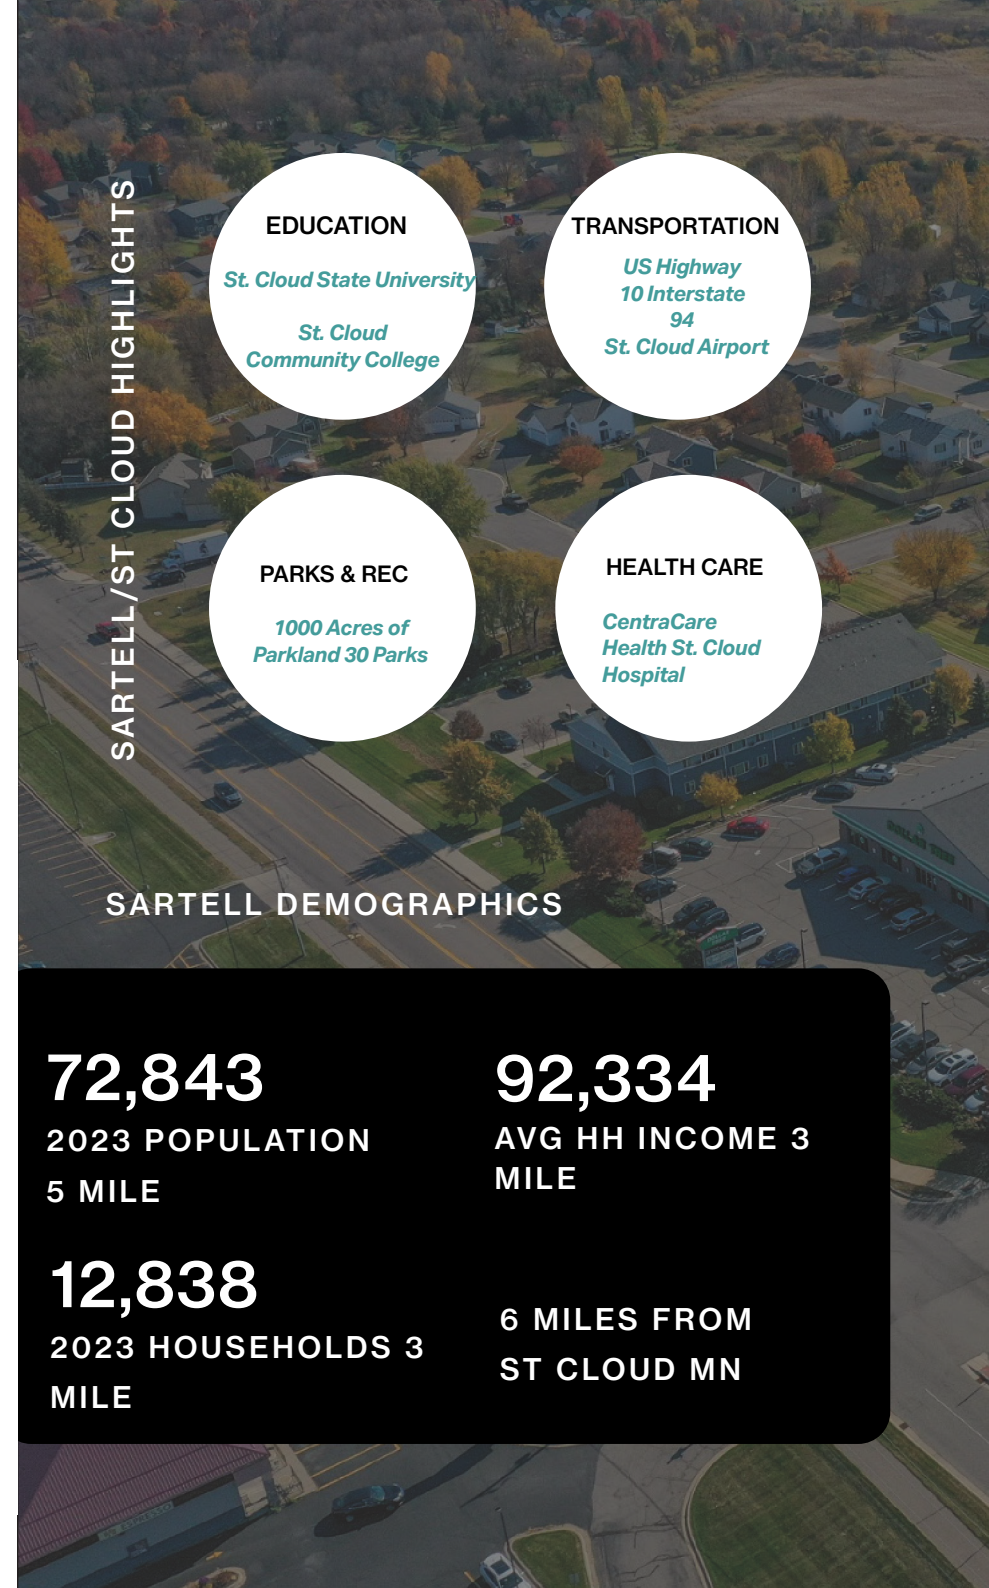 SARTELL/ST CLOUD HIGHLIGHTS
EDUCATION
St. Cloud State University
St. Cloud
Community College
TRANSPORTATION
US Highway
10 Interstate
94
St. Cloud Airport
PARKS & REC
1000 Acres of
Parkland 30 Parks
HEALTH CARE
CentraCare
Health St. Cloud
Hospital
SARTELL DEMOGRAPHICS
72,843
2023 POPULATION
5 MILE
92,334
AVG HH INCOME 3
MILE
12,838
2023 HOUSEHOLDS 3
MILE
6 MILES FROM
ST CLOUD MN
DOLLAR TREE